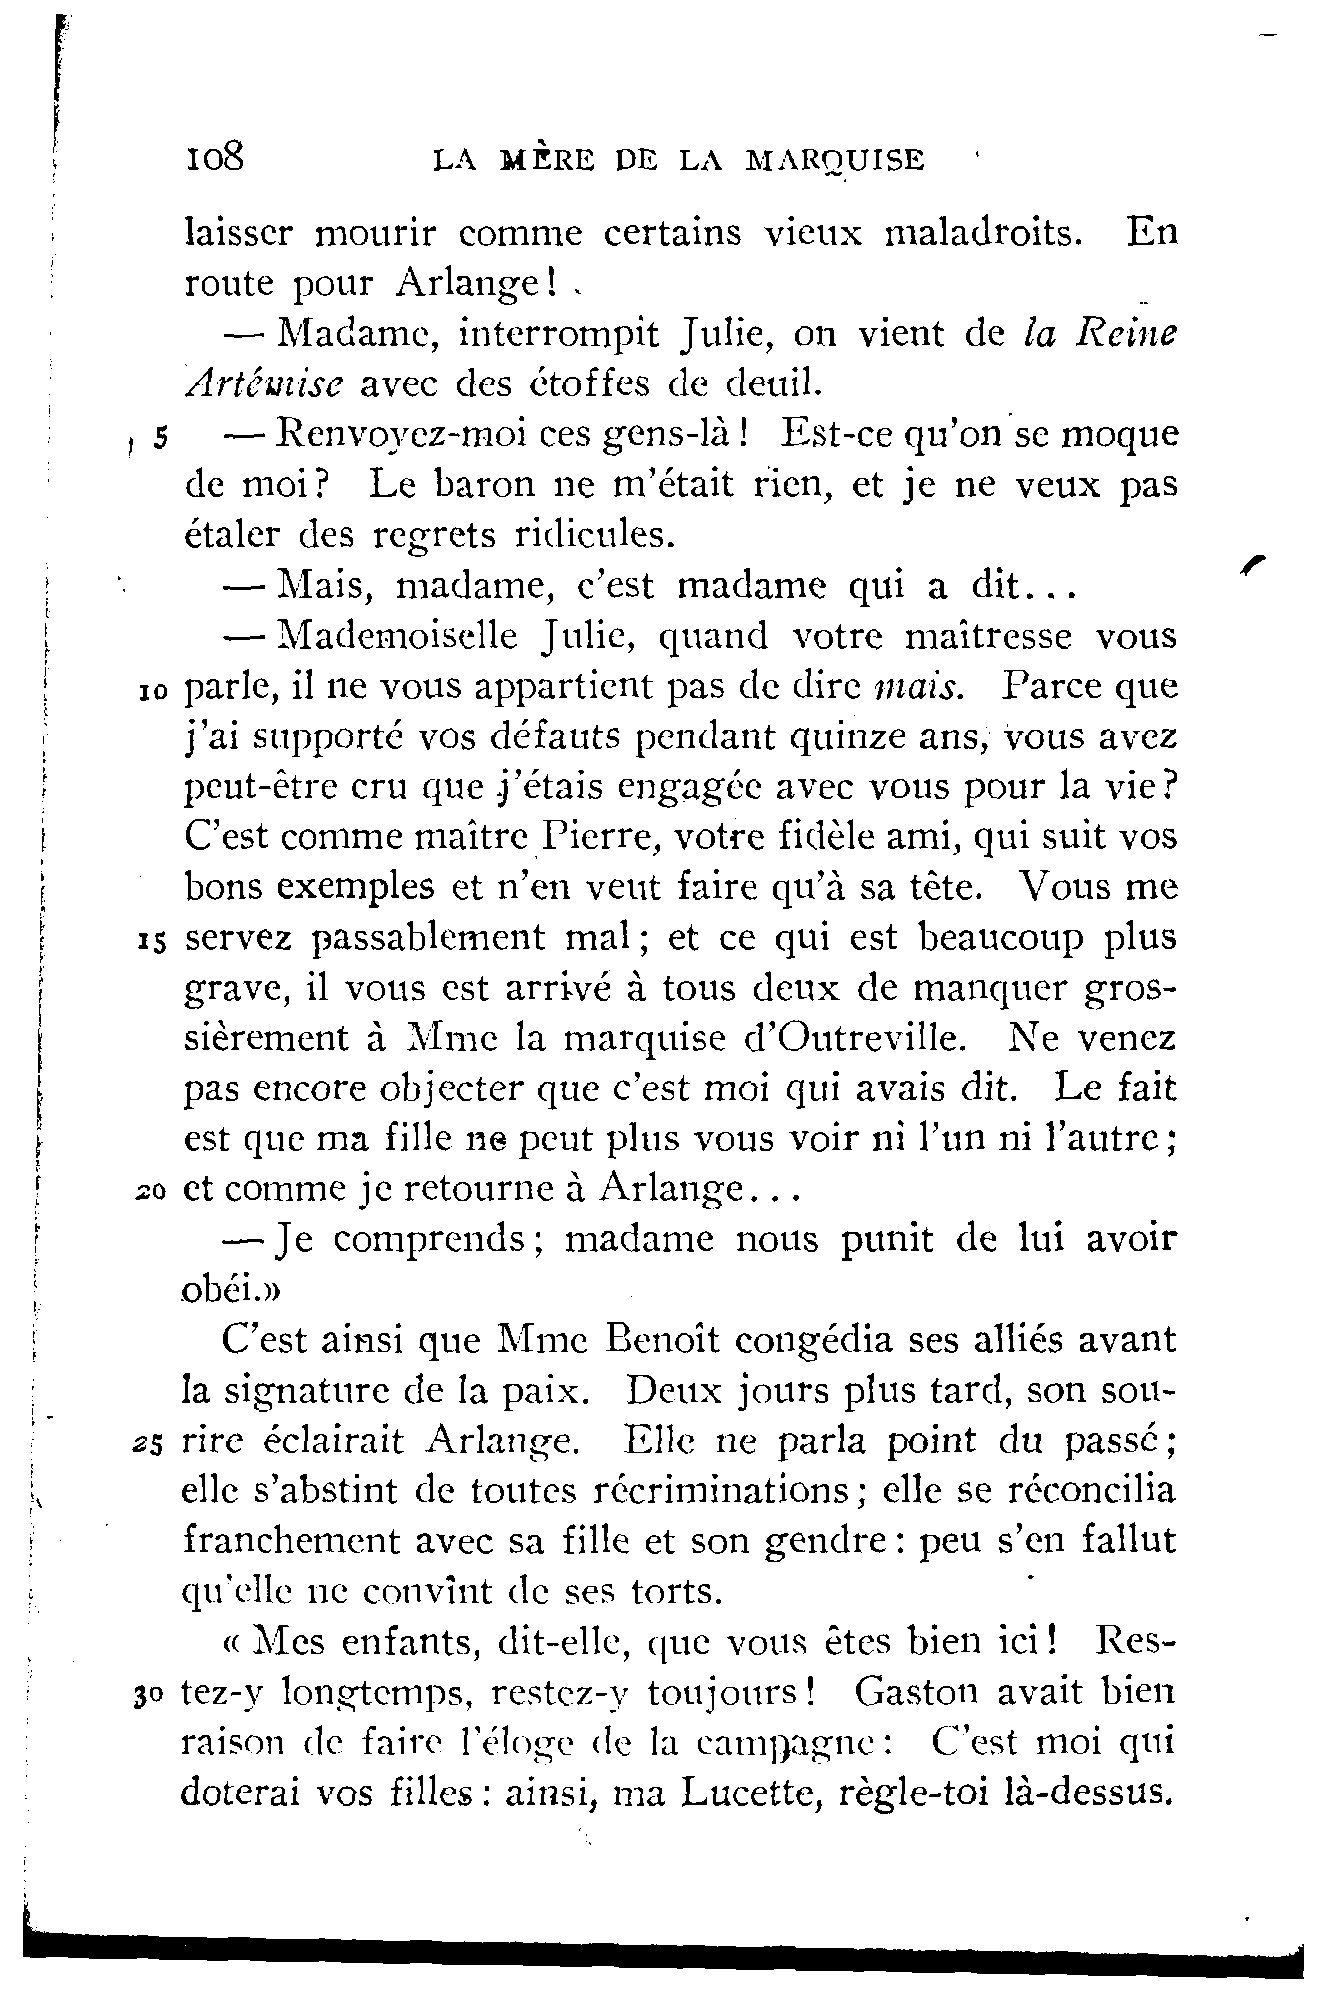 108 LA MÈRE DE LA MARQUISE
laisser mourir comme certains vieux maladroits. En
route pour Arlange!
— Madame, interrompit Julie, on vient de la Reine
Artémise avec des étoffes de deuil.
5 — Renvoyez-moi ces gens-là! Est-ce qu'on se moque
de moi? Le baron ne m'était rien, et je ne veux pas
étaler des regrets ridicules.
— Mais, madame, c'est madame qui a dit...
— Mademoiselle Julie, quand votre maîtresse vous
10 parle, il ne vous appartient pas de dire mais. Parce que
j'ai supporté vos défauts pendant quinze ans, vous avez
peut-être cru que j'étais engagée avec vous pour la vie?
C'est comme maître Pierre, votre fidèle ami, qui suit vos
bons exemples et n'en veut faire qu'à sa tête. Vous me
15 servez passablement mal; et ce qui est beaucoup plus
grave, il vous est arrivé à tous deux de manquer gros-
sièrement à Mme la marquise d'Outreville. Ne venez
pas encore objecter que c'est moi qui avais dit. Le fait
est que ma fille ne peut plus vous voir ni l'un ni l'autre;
20 et comme je retourne à Arlange...
— Je comprends; madame nous punit de lui avoir
obéi.»
C'est ainsi que Mme Benoît congédia ses alliés avant
la signature de la paix. Deux jours plus tard, son sou-
25 rire éclairait Arlange. Elle ne parla point du passé;
elle s'abstint de toutes récriminations; elle se réconcilia
franchement avec sa fille et son gendre: peu s'en fallut
qu'elle ne convînt de ses torts.
« Mes enfants, dit-elle, que vous êtes bien ici! Res-
30 tez-y longtemps, restez-y toujours! Gaston avait bien
raison de faire l'éloge de la campagne: C'est moi qui
doterai vos filles: ainsi, ma Lucette, règle-toi là-dessus.